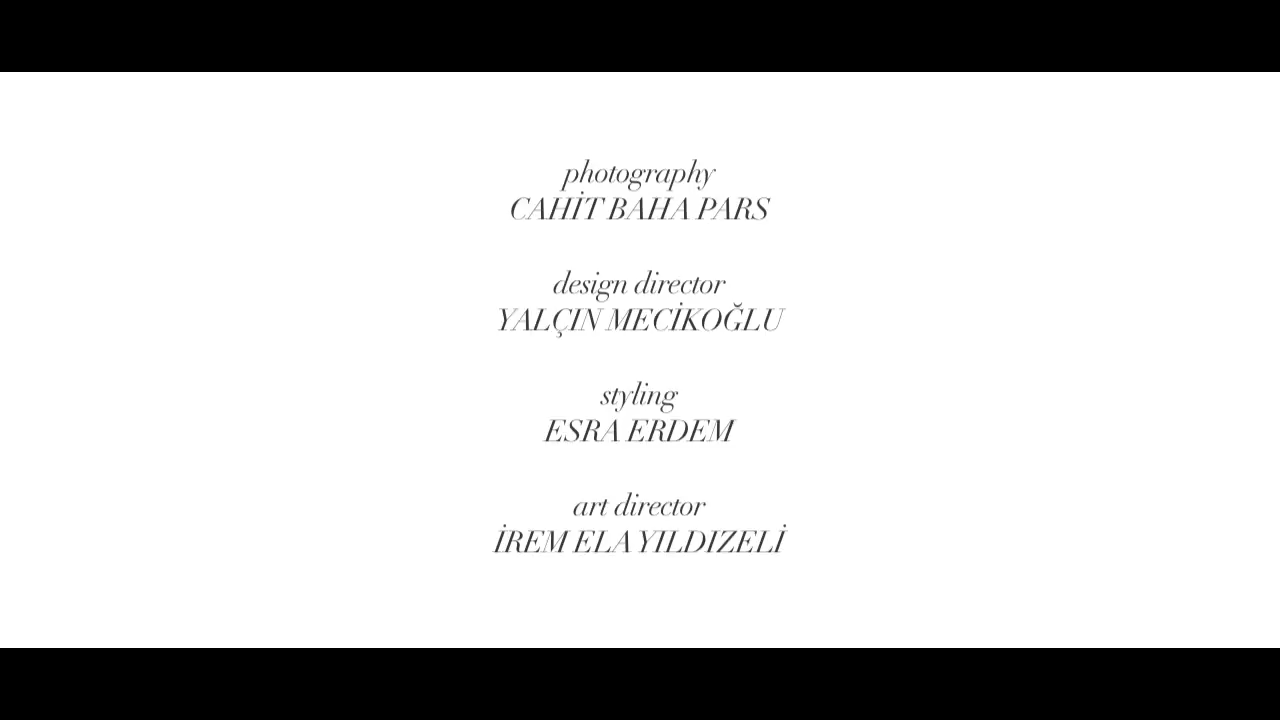 photography
CAHİT BAHA PARS
design director
YALÇIN MECİKOĞLU
styling
ESRA ERDEM
art director
İREM ELA YILDIZELİ